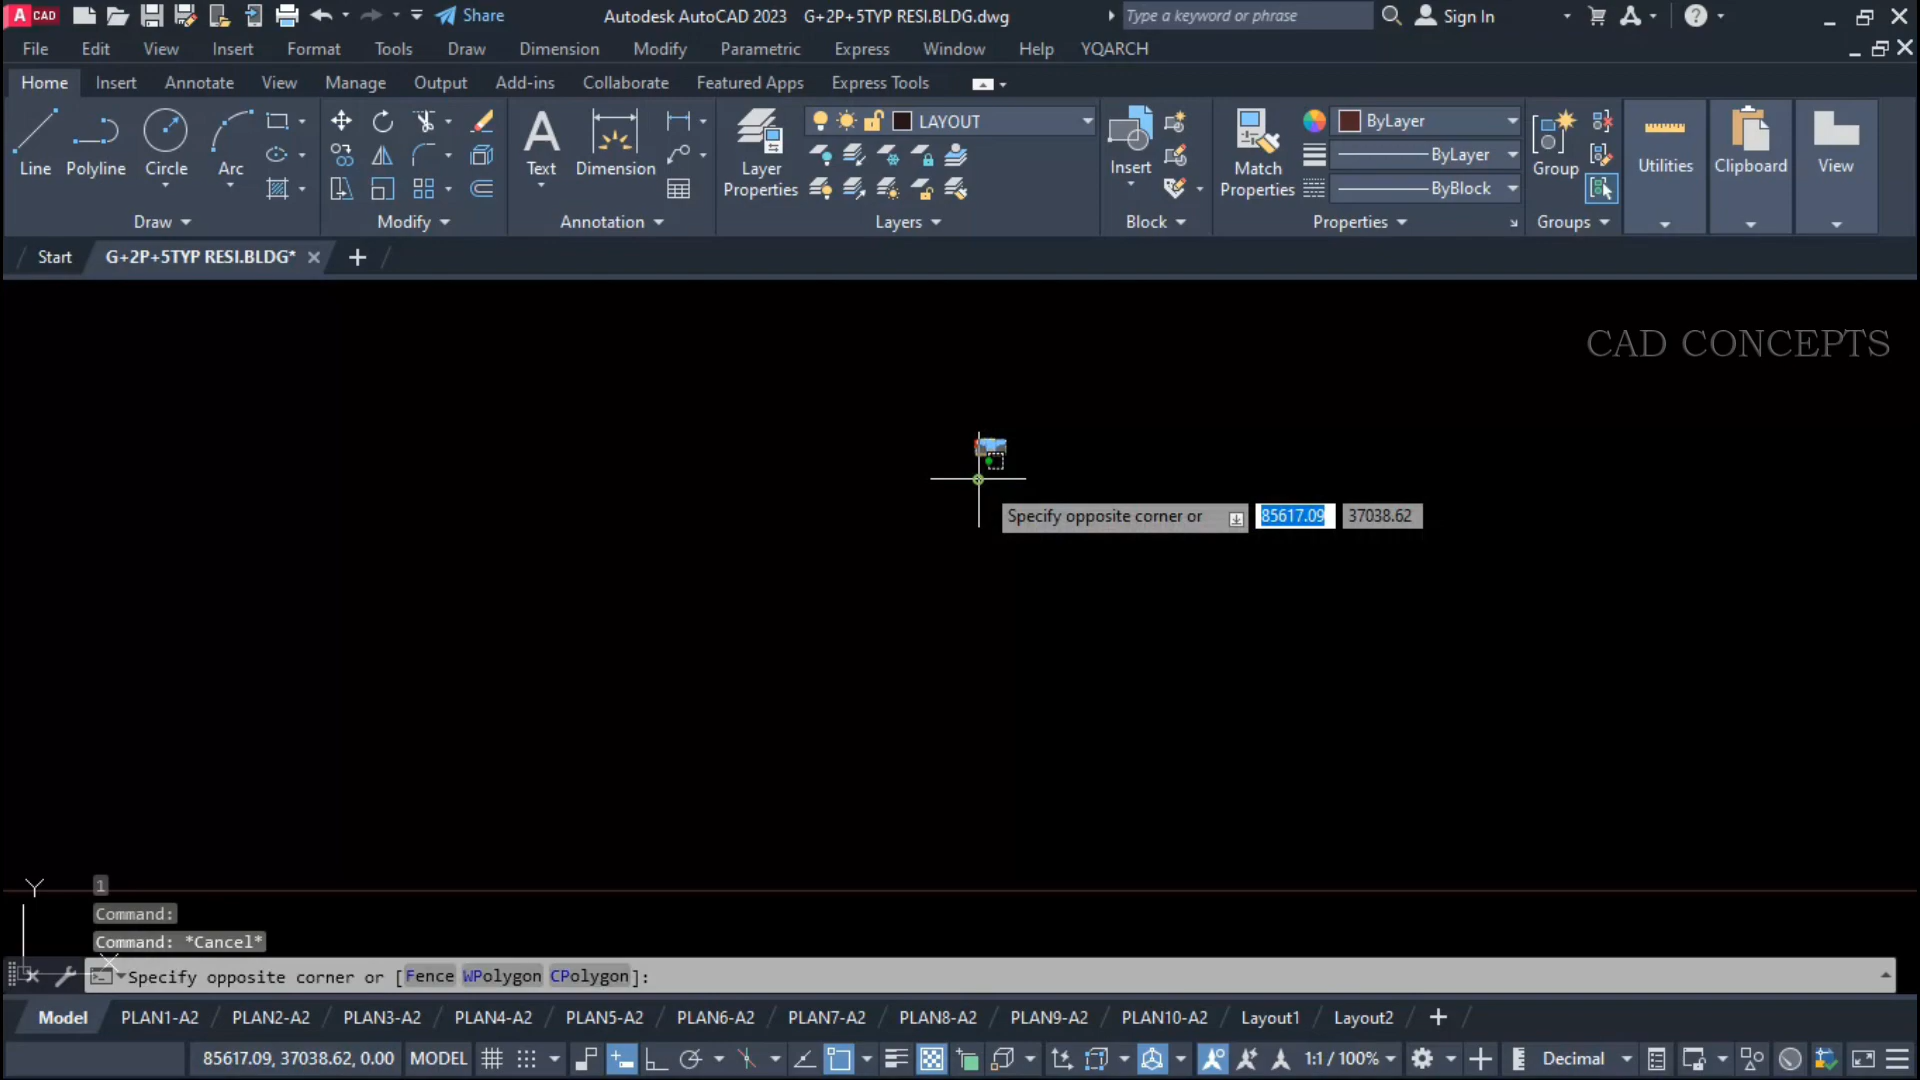 A CAD
Share
Autodesk AutoCAD 2023 G+2P+5TYP RESI.BLDG.dwg
Type a keyword or phrase
Sign In
File Edit View Insert Format Tools Draw Dimension Modify Parametric Express Window Help YQARCH
Home Insert Annotate View Manage Output Add-ins Collaborate Featured Apps Express Tools
LAYOUT
ByLayer
ByLayer
ByBlock
Line Polyline Circle Arc
Text Dimension
Layer Properties
Insert
Match Properties
Group
Utilities
Clipboard
View
Draw Modify Annotation Layers Block Properties Groups
Start G+2P+5TYP RESI.BLDG*
CAD CONCEPTS
Specify opposite corner or 85617.09 37038.62
Y
1
Command:
Command: *Cancel*
X
Specify opposite corner or [Fence WPolygon CPolygon]:
Model PLAN1-A2 PLAN2-A2 PLAN3-A2 PLAN4-A2 PLAN5-A2 PLAN6-A2 PLAN7-A2 PLAN8-A2 PLAN9-A2 PLAN10-A2 Layout1 Layout2
85617.09, 37038.62, 0.00 MODEL 1:1 / 100% Decimal